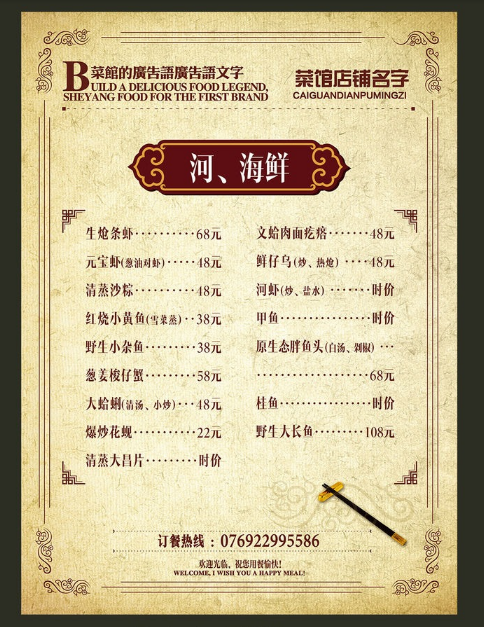 菜館的廣告語廣告語文字
BUILD A DELICIOUS FOOD LEGEND,
SHEYANG FOOD FOR THE FIRST BRAND
菜馆店铺名字
CAIGUANDIANPUMINGZI
河、海鲜
生炝条虾··········68元
元宝虾(葱油对虾)·····48元
清蒸沙粽··········48元
红烧小黄鱼(雪菜蒸)··38元
野生小杂鱼········38元
葱姜梭仔蟹········58元
大蛤蜊(清汤、小炒)···48元
爆炒花蚬··········22元
清蒸大昌片········时价
文蛤肉面疙瘩······48元
鲜仔乌(炒、热炝)····48元
河虾(炒、盐水)······时价
甲鱼··············时价
原生态胖鱼头(白汤、剁椒)···
·················68元
桂鱼··············时价
野生大长鱼·······108元
订餐热线：076922995586
欢迎光临，祝您用餐愉快!
WELCOME, I WISH YOU A HAPPY MEAL!